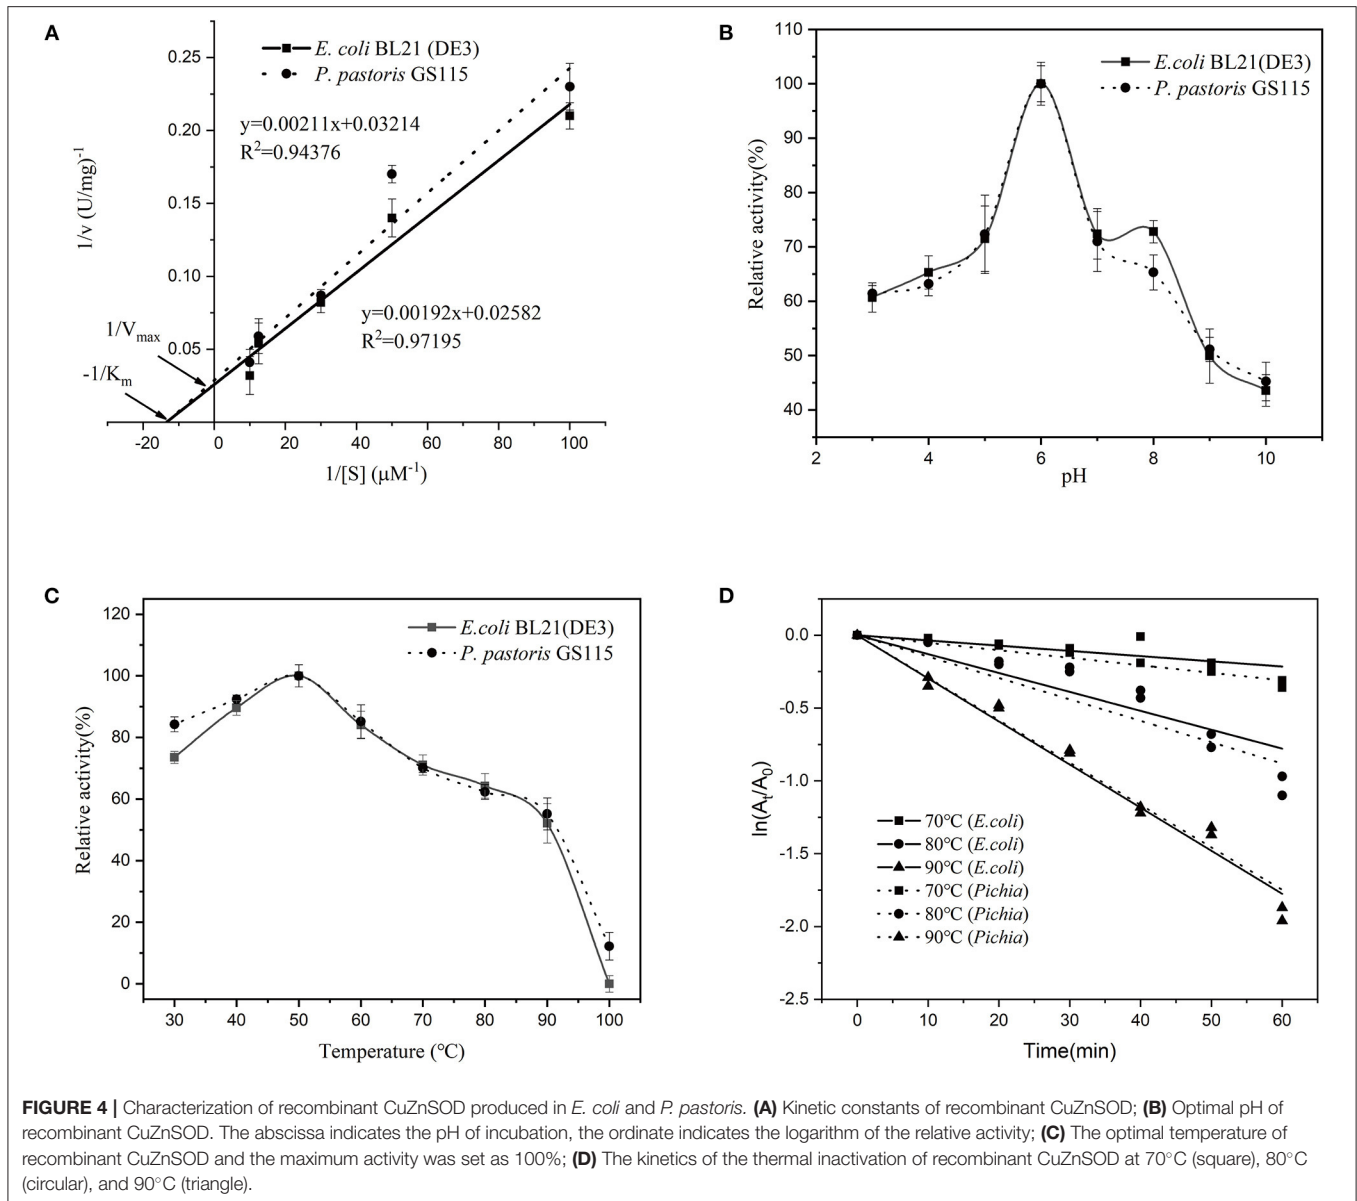 A
E. coli BL21 (DE3)
P. pastoris GS115
y=0.00211x+0.03214
R²=0.94376
y=0.00192x+0.02582
R²=0.97195
1/Vmax
-1/Km
0.25
0.20
0.15
0.10
0.05
1/v (U/mg)⁻¹
-20 0 20 40 60 80 100
1/[S] (μM⁻¹)
B
E.coli BL21(DE3)
P. pastoris GS115
110
100
90
80
70
60
50
40
Relative activity(%)
2 4 6 8 10
pH
C
E.coli BL21(DE3)
P. pastoris GS115
120
100
80
60
40
20
0
Relative activity(%)
30 40 50 60 70 80 90 100
Temperature (°C)
D
0.0
-0.5
-1.0
-1.5
-2.0
-2.5
ln(At/A0)
70°C (E.coli)
80°C (E.coli)
90°C (E.coli)
70°C (Pichia)
80°C (Pichia)
90°C (Pichia)
0 10 20 30 40 50 60
Time(min)
FIGURE 4 | Characterization of recombinant CuZnSOD produced in E. coli and P. pastoris. (A) Kinetic constants of recombinant CuZnSOD; (B) Optimal pH of
recombinant CuZnSOD. The abscissa indicates the pH of incubation, the ordinate indicates the logarithm of the relative activity; (C) The optimal temperature of
recombinant CuZnSOD and the maximum activity was set as 100%; (D) The kinetics of the thermal inactivation of recombinant CuZnSOD at 70°C (square), 80°C
(circular), and 90°C (triangle).